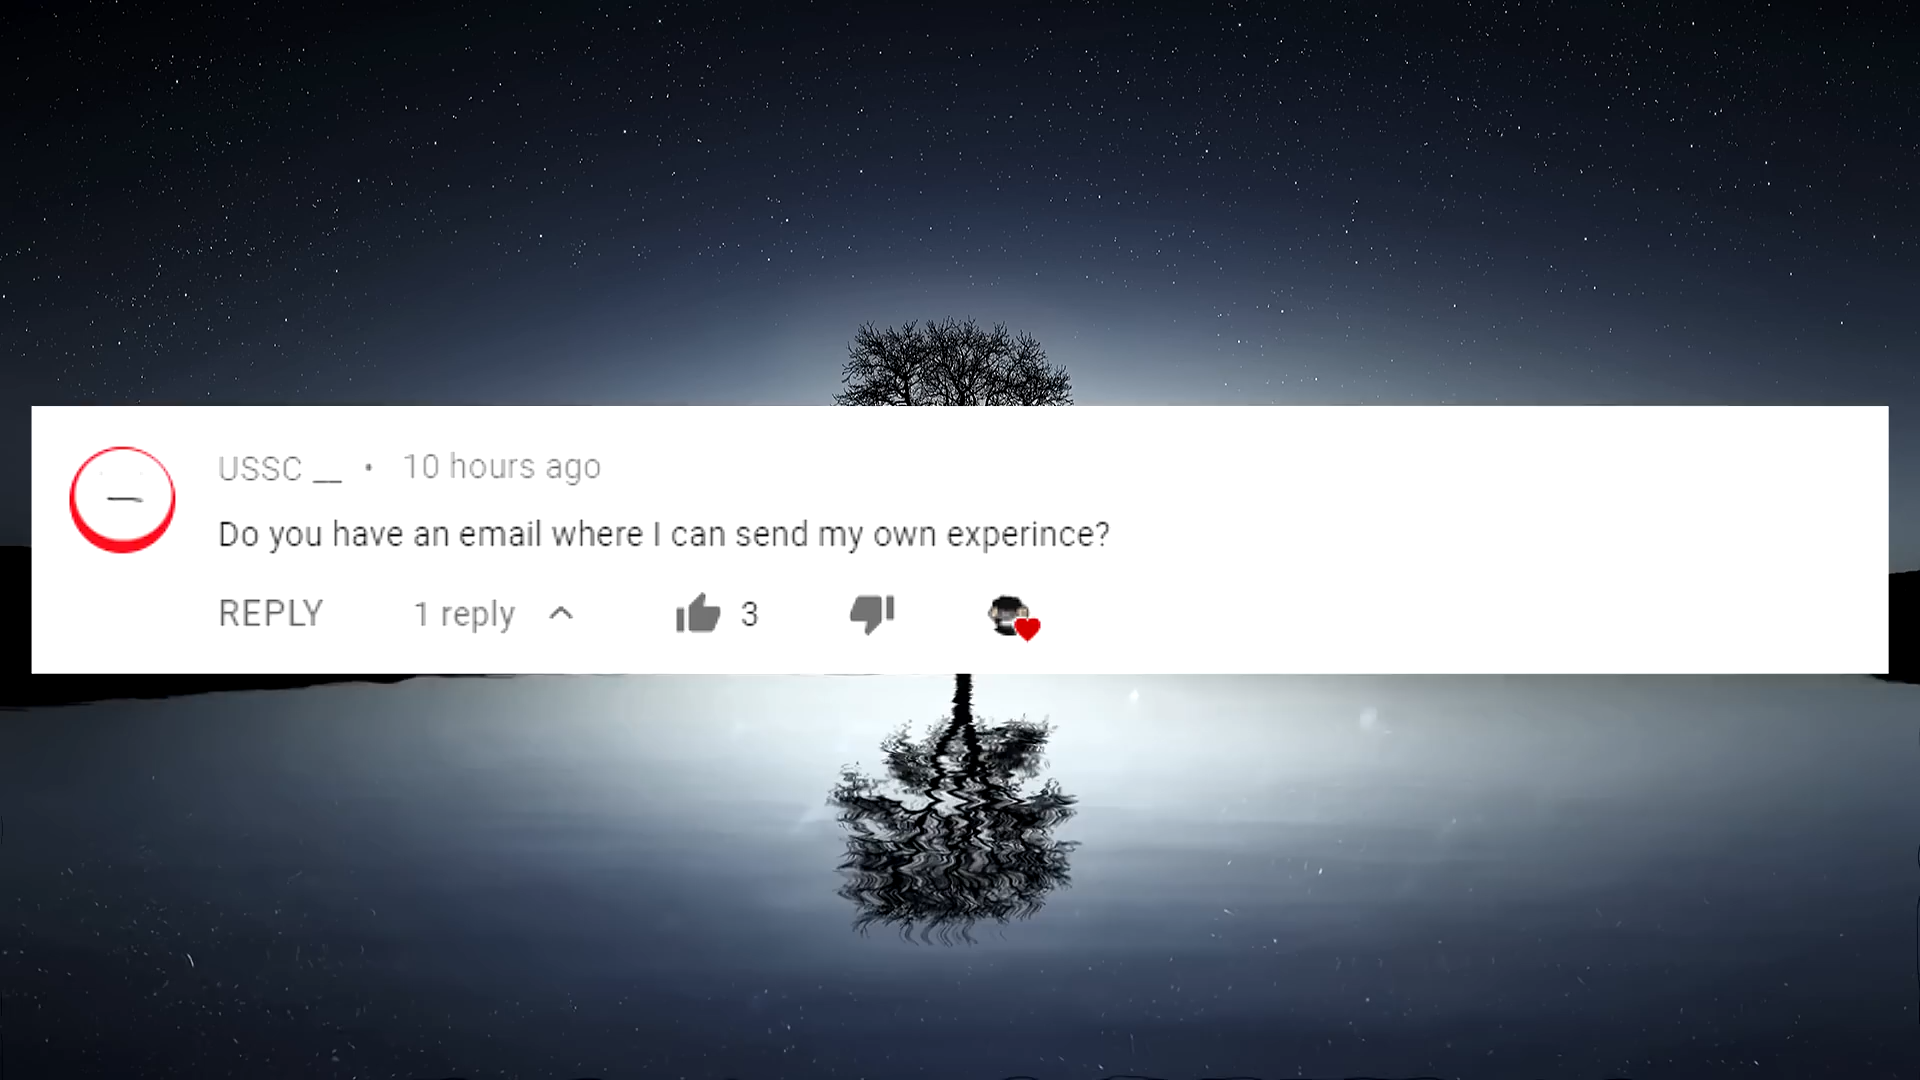 USSC __ • 10 hours ago
Do you have an email where I can send my own experince?
REPLY 1 reply 3